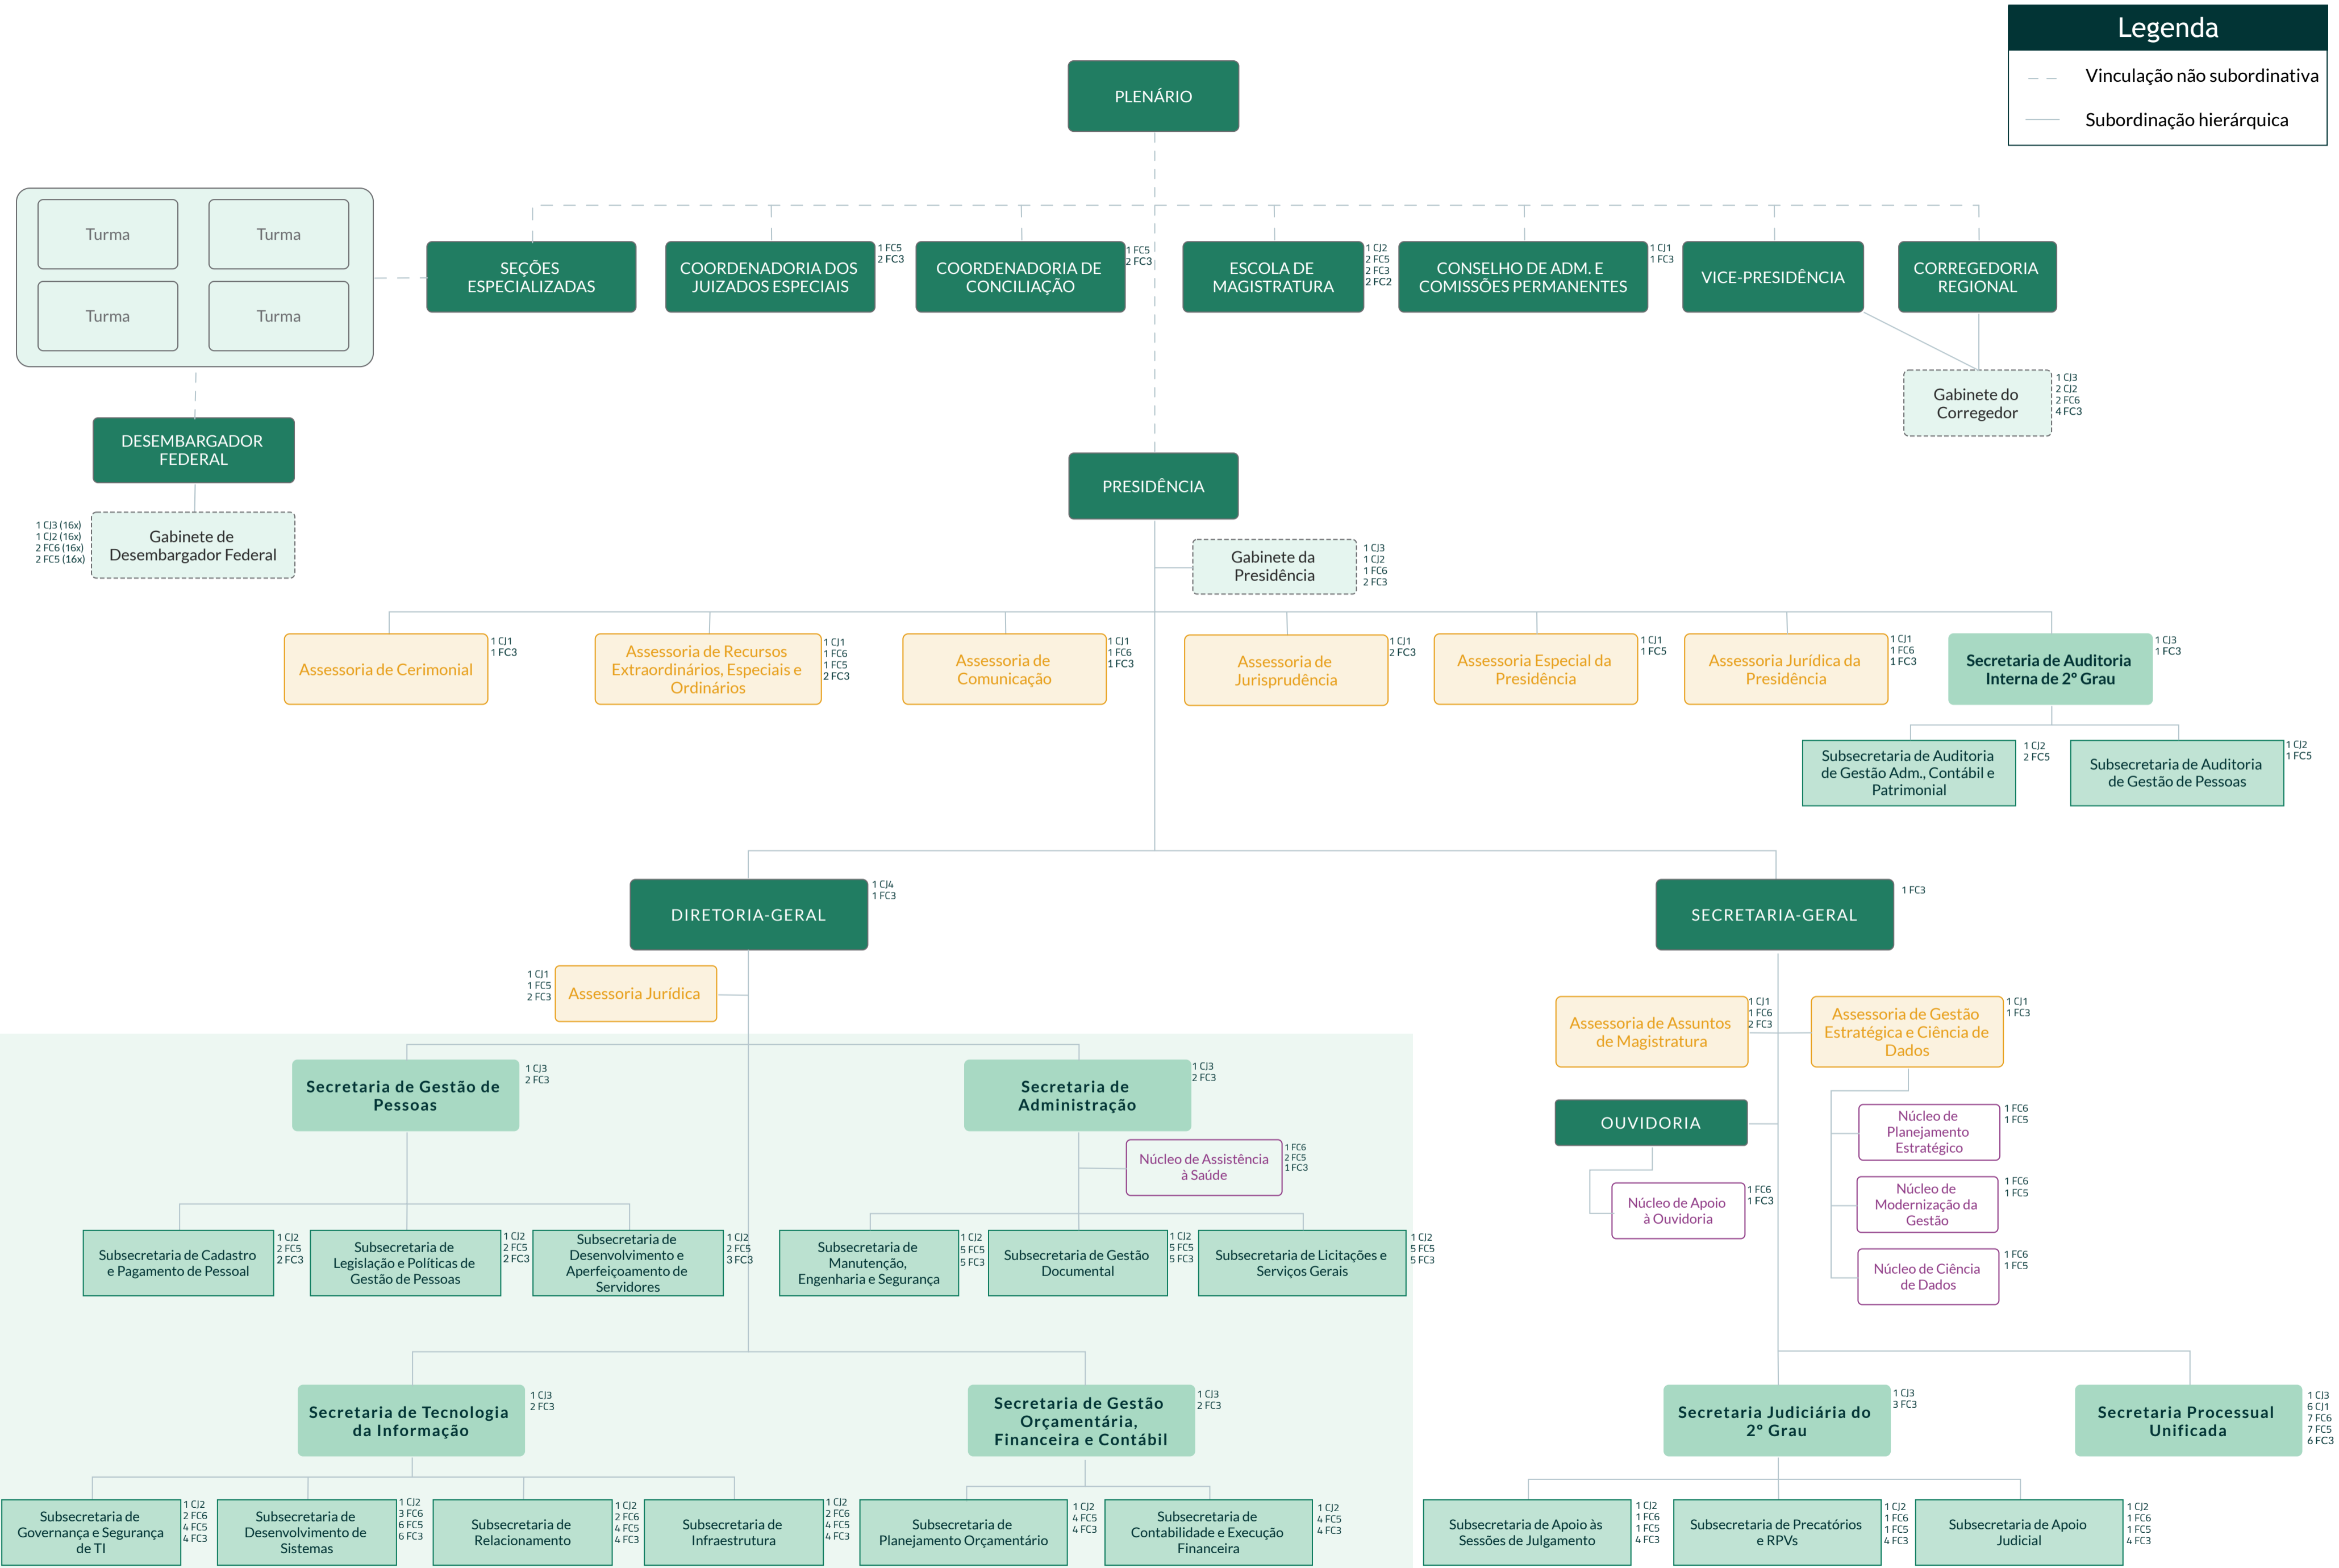 Legenda
Vinculação não subordinativa
Subordinação hierárquica
PLENÁRIO
Turma
Turma
Turma
Turma
SEÇÕES
ESPECIALIZADAS
COORDENADORIA DOS
JUIZADOS ESPECIAIS
1 FC5
2 FC3
COORDENADORIA DE
CONCILIAÇÃO
1 FC5
2 FC3
ESCOLA DE
MAGISTRATURA
1 CJ2
2 FC5
2 FC3
2 FC2
CONSELHO DE ADM. E
COMISSÕES PERMANENTES
1 CJ1
1 FC3
VICE-PRESIDÊNCIA
CORREGEDORIA
REGIONAL
Gabinete do
Corregedor
1 CJ3
2 CJ2
2 FC6
4 FC3
DESEMBARGADOR
FEDERAL
1 CJ3 (16x)
1 CJ2 (16x)
2 FC6 (16x)
2 FC5 (16x)
Gabinete de
Desembargador Federal
PRESIDÊNCIA
Gabinete da
Presidência
1 CJ3
1 CJ2
1 FC6
2 FC3
Assessoria de Cerimonial
1 CJ1
1 FC3
Assessoria de Recursos
Extraordinários, Especiais e
Ordinários
1 CJ1
1 FC6
1 FC5
2 FC3
Assessoria de
Comunicação
1 CJ1
1 FC6
1 FC3
Assessoria de
Jurisprudência
1 CJ1
2 FC3
Assessoria Especial da
Presidência
1 CJ1
1 FC5
Assessoria Jurídica da
Presidência
1 CJ1
1 FC6
1 FC3
Secretaria de Auditoria
Interna de 2º Grau
1 CJ3
1 FC3
Subsecretaria de Auditoria
de Gestão Adm., Contábil e
Patrimonial
1 CJ2
2 FC5
Subsecretaria de Auditoria
de Gestão de Pessoas
1 CJ2
1 FC5
DIRETORIA-GERAL
1 CJ4
1 FC3
SECRETARIA-GERAL
1 FC3
1 CJ1
1 FC5
2 FC3
Assessoria Jurídica
Assessoria de Assuntos
de Magistratura
1 CJ1
1 FC6
2 FC3
Assessoria de Gestão
Estratégica e Ciência de
Dados
1 CJ1
1 FC3
Secretaria de Gestão de
Pessoas
1 CJ3
2 FC3
Secretaria de
Administração
1 CJ3
2 FC3
Núcleo de Assistência
à Saúde
1 FC6
2 FC5
1 FC3
OUVIDORIA
Núcleo de Apoio
à Ouvidoria
1 FC6
1 FC3
Núcleo de
Planejamento
Estratégico
1 FC6
1 FC5
Núcleo de
Modernização da
Gestão
1 FC6
1 FC5
Núcleo de Ciência
de Dados
1 FC6
1 FC5
Subsecretaria de Cadastro
e Pagamento de Pessoal
1 CJ2
2 FC5
2 FC3
Subsecretaria de
Legislação e Políticas de
Gestão de Pessoas
1 CJ2
2 FC5
2 FC3
Subsecretaria de
Desenvolvimento e
Aperfeiçoamento de
Servidores
1 CJ2
2 FC5
3 FC3
Subsecretaria de
Manutenção,
Engenharia e Segurança
1 CJ2
5 FC5
5 FC3
Subsecretaria de Gestão
Documental
1 CJ2
5 FC5
5 FC3
Subsecretaria de Licitações e
Serviços Gerais
1 CJ2
5 FC5
5 FC3
Secretaria de Tecnologia
da Informação
1 CJ3
2 FC3
Secretaria de Gestão
Orçamentária,
Financeira e Contábil
1 CJ3
2 FC3
Secretaria Judiciária do
2º Grau
1 CJ3
3 FC3
Secretaria Processual
Unificada
1 CJ3
6 CJ1
7 FC6
7 FC5
6 FC3
Subsecretaria de
Governança e Segurança
de TI
1 CJ2
2 FC6
4 FC5
4 FC3
Subsecretaria de
Desenvolvimento de
Sistemas
1 CJ2
3 FC6
6 FC5
6 FC3
Subsecretaria de
Relacionamento
1 CJ2
2 FC6
4 FC5
4 FC3
Subsecretaria de
Infraestrutura
1 CJ2
2 FC6
4 FC5
4 FC3
Subsecretaria de
Planejamento Orçamentário
1 CJ2
4 FC5
4 FC3
Subsecretaria de
Contabilidade e Execução
Financeira
1 CJ2
4 FC5
4 FC3
Subsecretaria de Apoio às
Sessões de Julgamento
1 CJ2
1 FC6
1 FC5
4 FC3
Subsecretaria de Precatórios
e RPVs
1 CJ2
1 FC6
1 FC5
4 FC3
Subsecretaria de Apoio
Judicial
1 CJ2
1 FC6
1 FC5
4 FC3